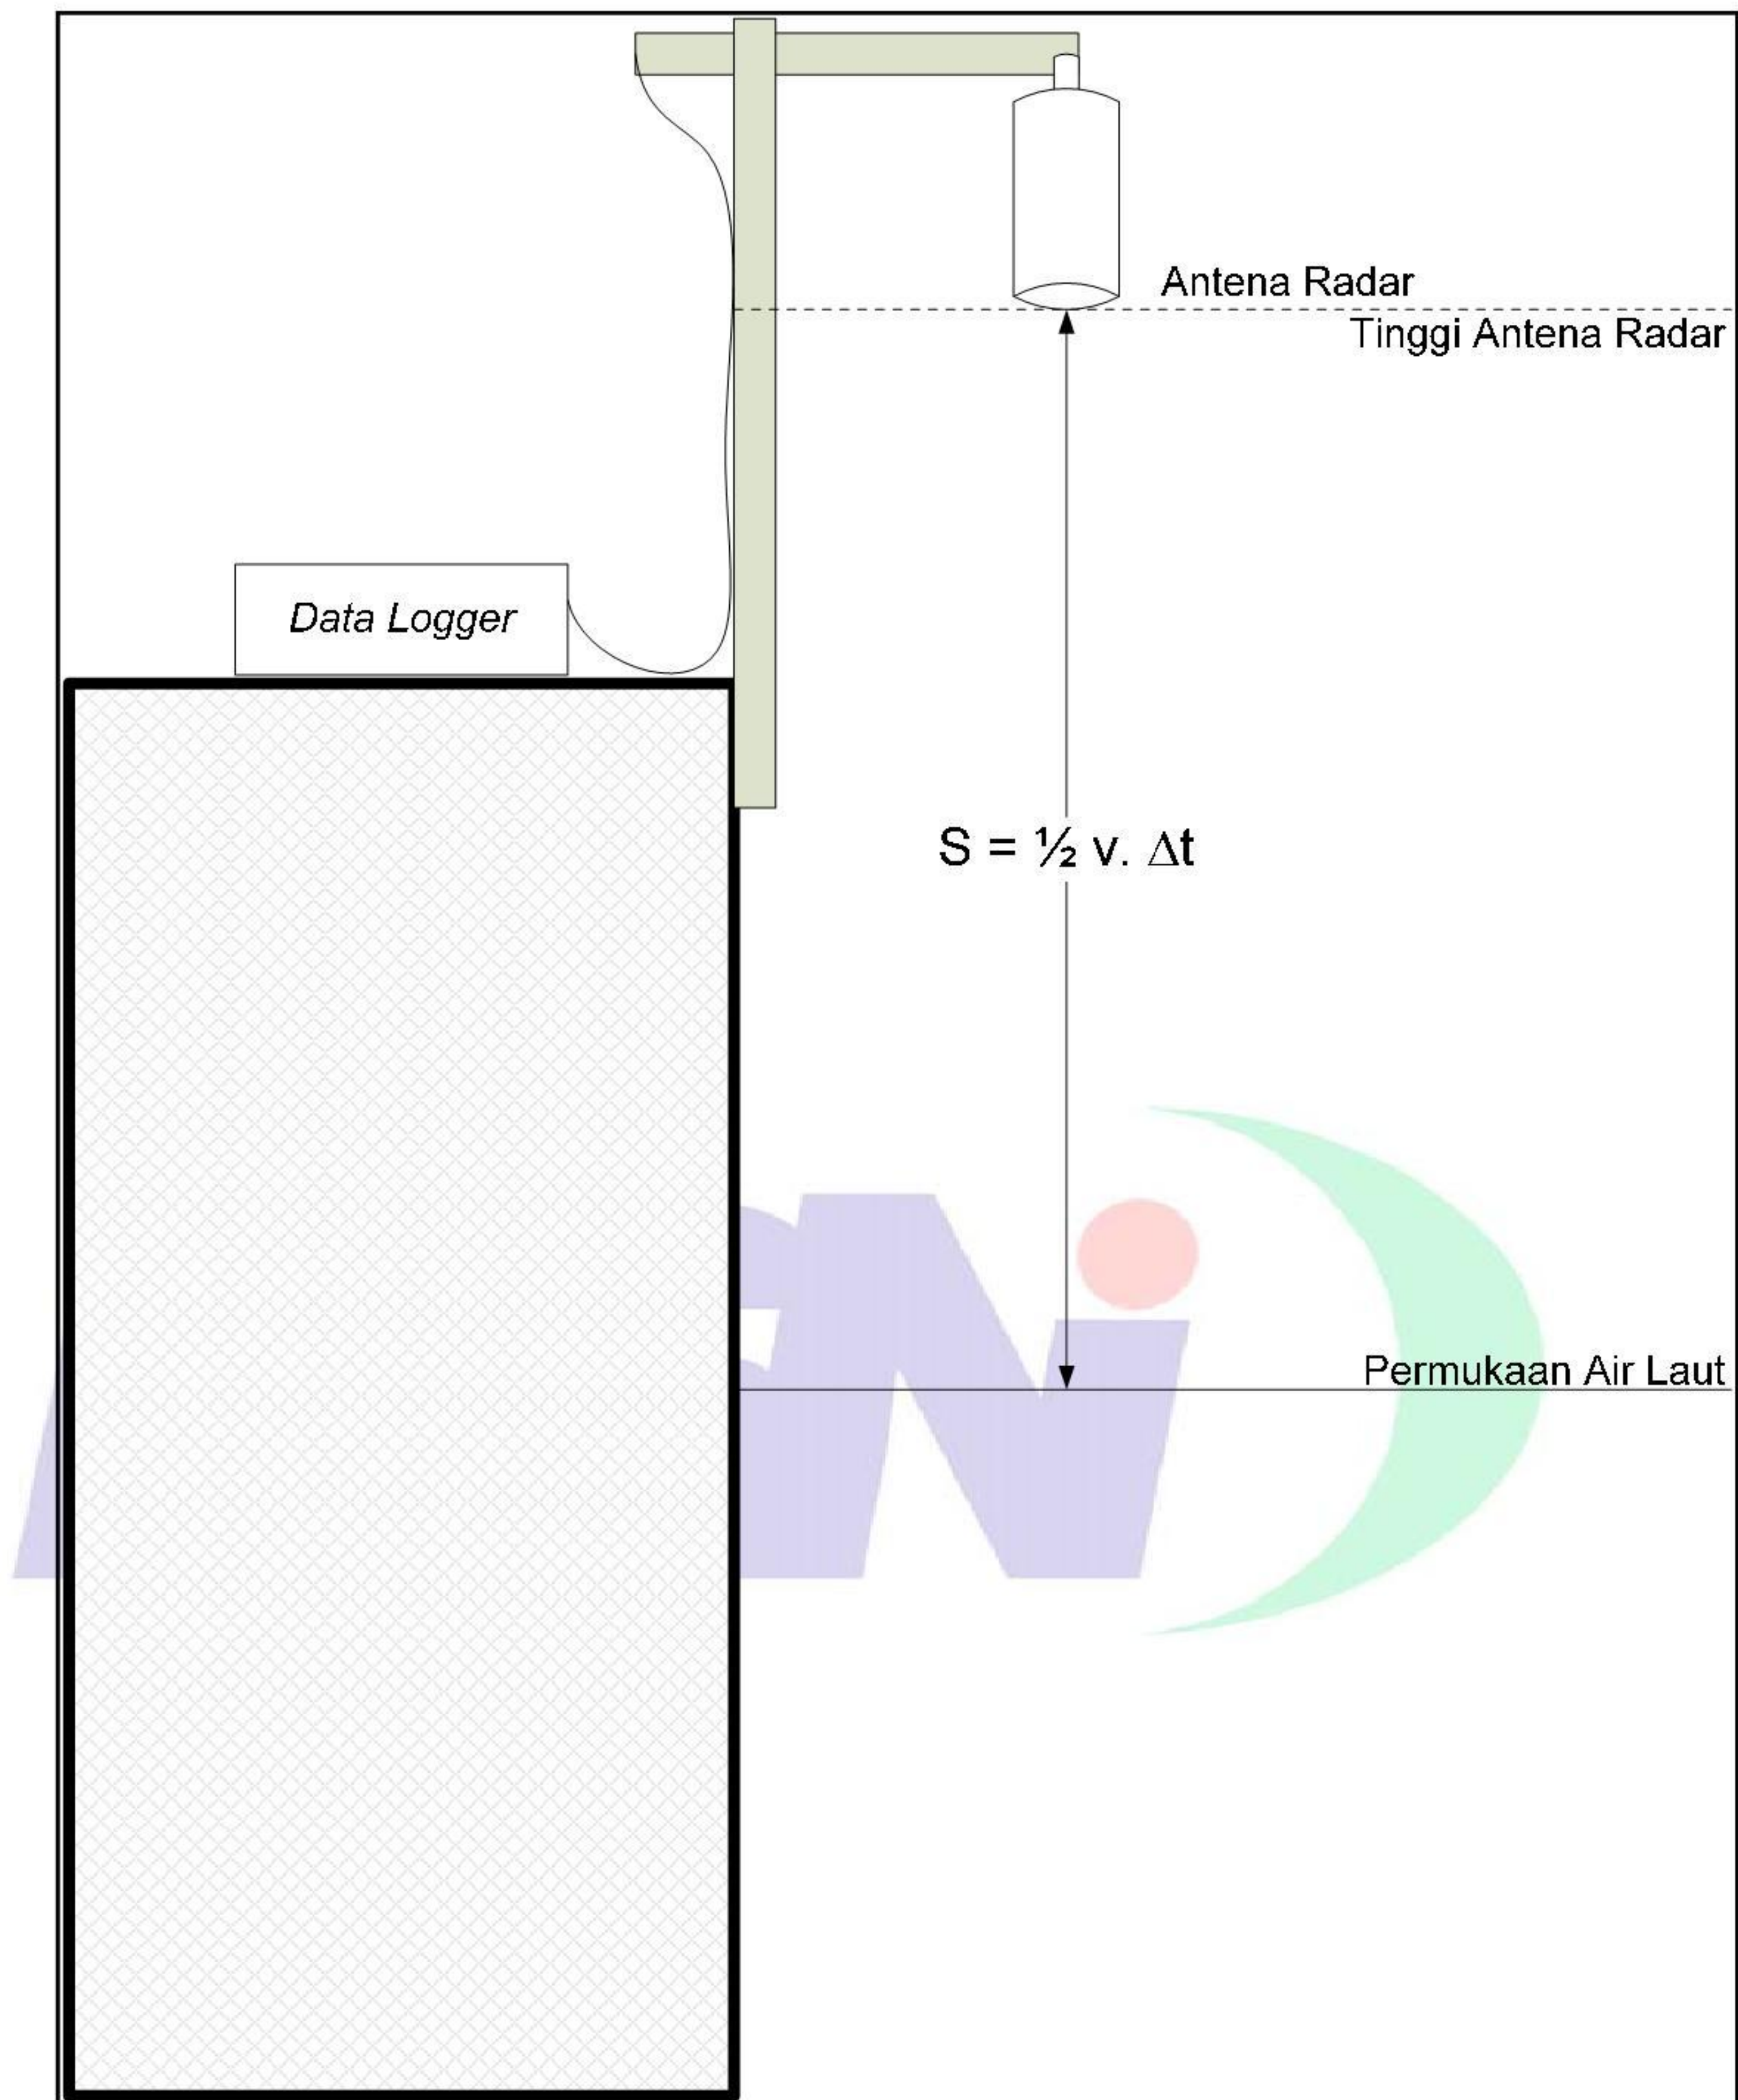 Antena Radar
Tinggi Antena Radar
Data Logger
S = ½ v. Δt
Permukaan Air Laut